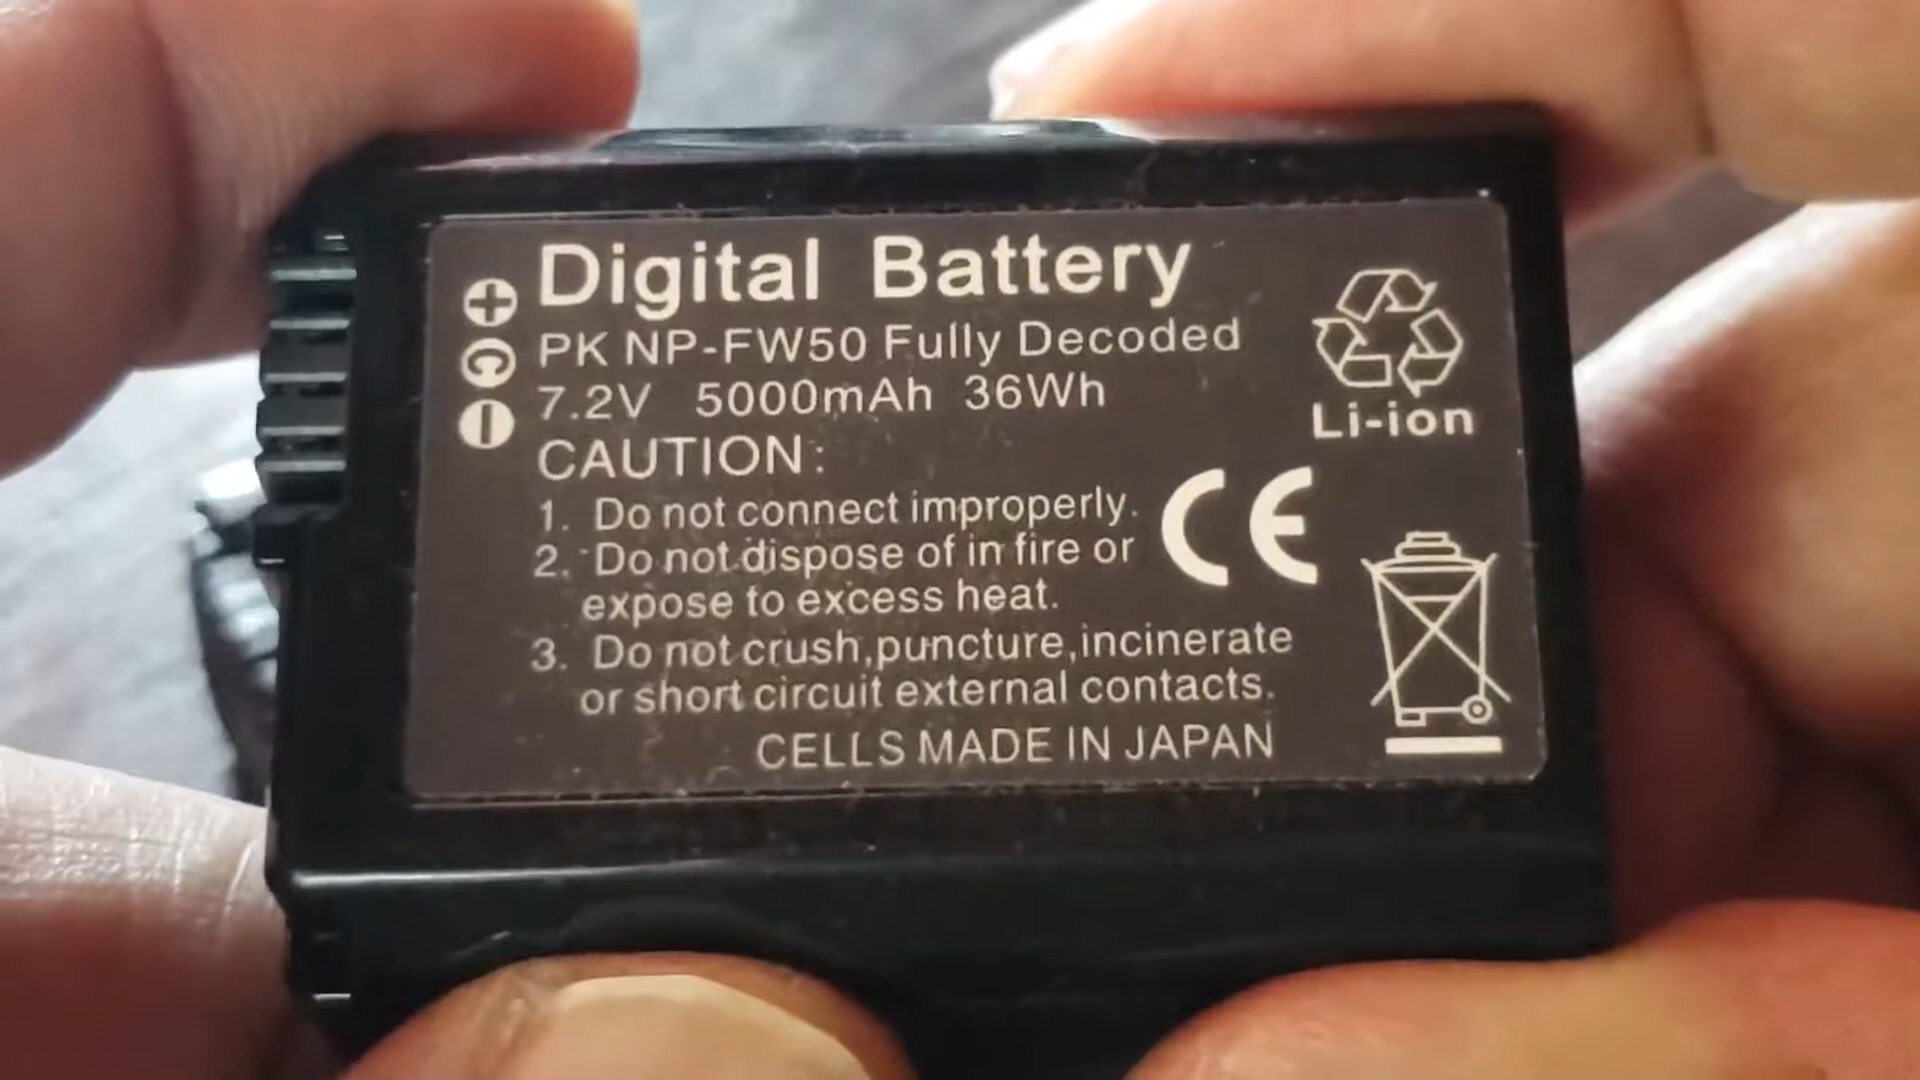 Digital Battery
PK NP-FW50 Fully Decoded
7.2V 5000mAh 36Wh
Li-ion
CAUTION:
1. Do not connect improperly.
2. Do not dispose of in fire or
expose to excess heat.
3. Do not crush,puncture,incinerate
or short circuit external contacts.
CE
CELLS MADE IN JAPAN